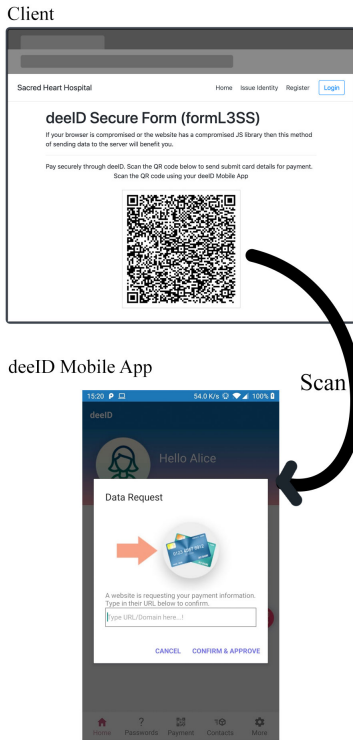 Client
Sacred Heart Hospital Home Issue Identity Register Login
deeID Secure Form (formL3SS)
If your browser is compromised or the website has a compromised JS library then this method
of sending data to the server will benefit you.
Pay securely through deeID. Scan the QR code below to send submit card details for payment.
Scan the QR code using your deeID Mobile App
Scan
deeID Mobile App
15:20 54.0 K/s 100%
deeID
Hello Alice
Data Request
A website is requesting your payment information.
Type in their URL below to confirm.
Type URL/Domain here...!
CANCEL CONFIRM & APPROVE
Home Passwords Payment Contacts More